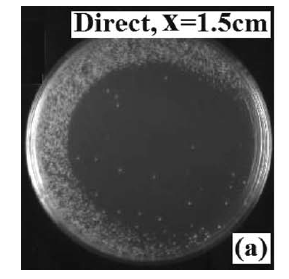 Direct, x=1.5cm
(a)